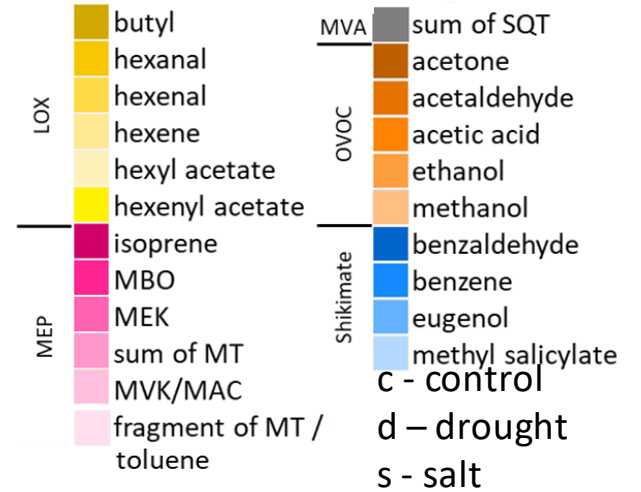 LOX
butyl
hexanal
hexenal
hexene
hexyl acetate
hexenyl acetate
MEP
isoprene
MBO
MEK
sum of MT
MVK/MAC
fragment of MT /
toluene
MVA
sum of SQT
OVOC
acetone
acetaldehyde
acetic acid
ethanol
methanol
Shikimate
benzaldehyde
benzene
eugenol
methyl salicylate
c - control
d – drought
s - salt